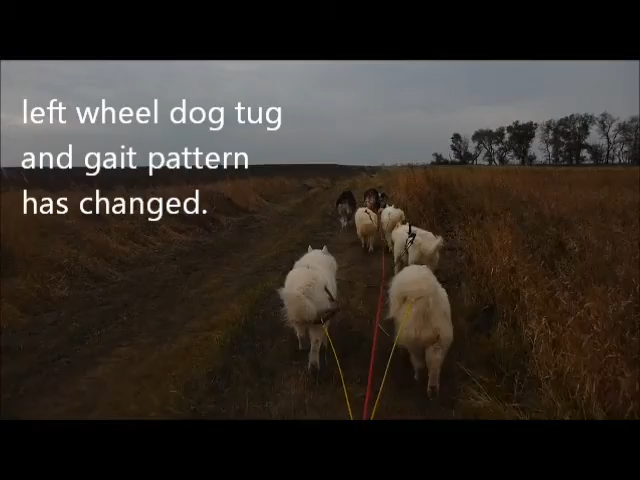 left wheel dog tug
and gait pattern
has changed.